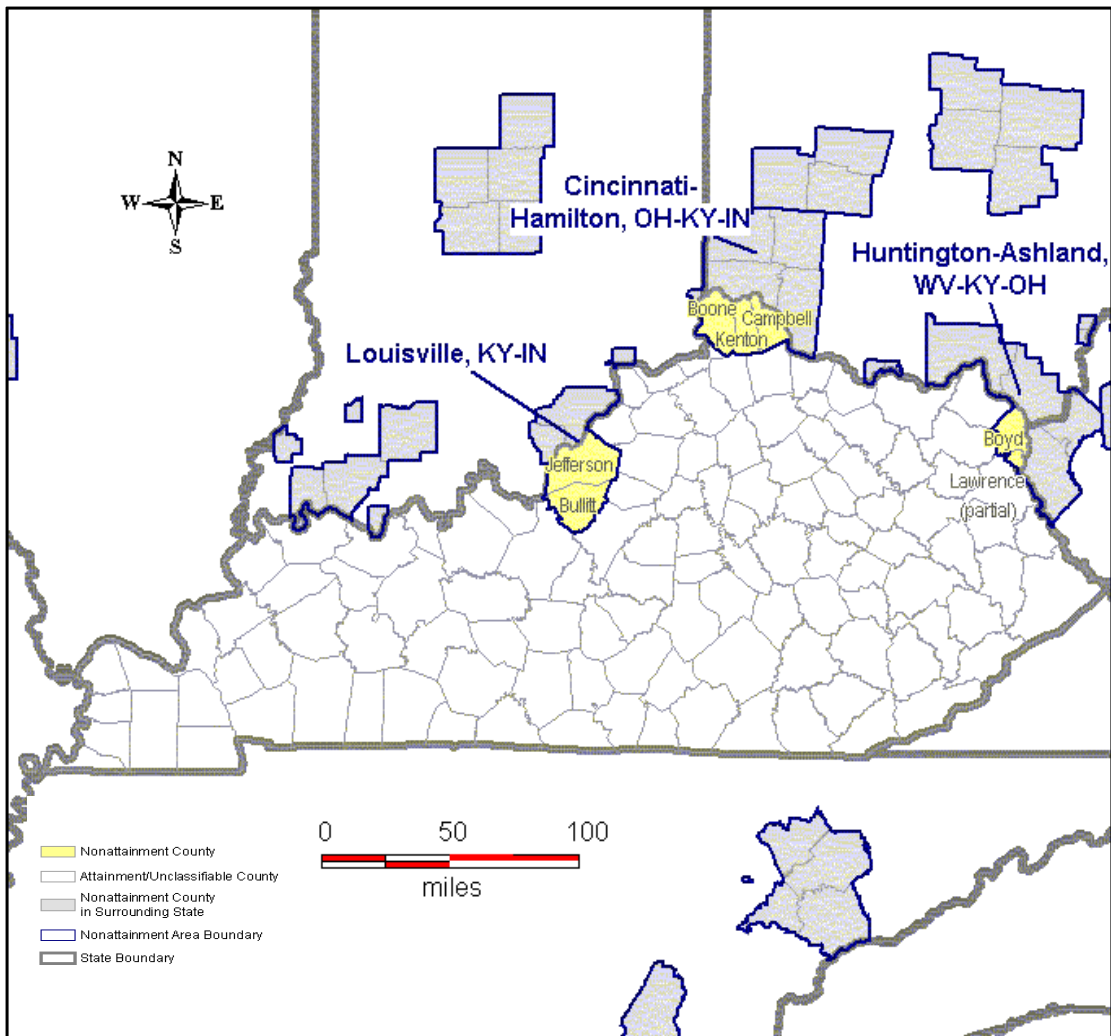 N
W
E
S
Cincinnati-
Hamilton, OH-KY-IN
Huntington-Ashland,
WV-KY-OH
Boone
Campbell
Kenton
Louisville, KY-IN
Jefferson
Bullitt
Boyd
Lawrence
(partial)
0 50 100
miles
Nonattainment County
Attainment/Unclassifiable County
Nonattainment County
in Surrounding State
Nonattainment Area Boundary
State Boundary